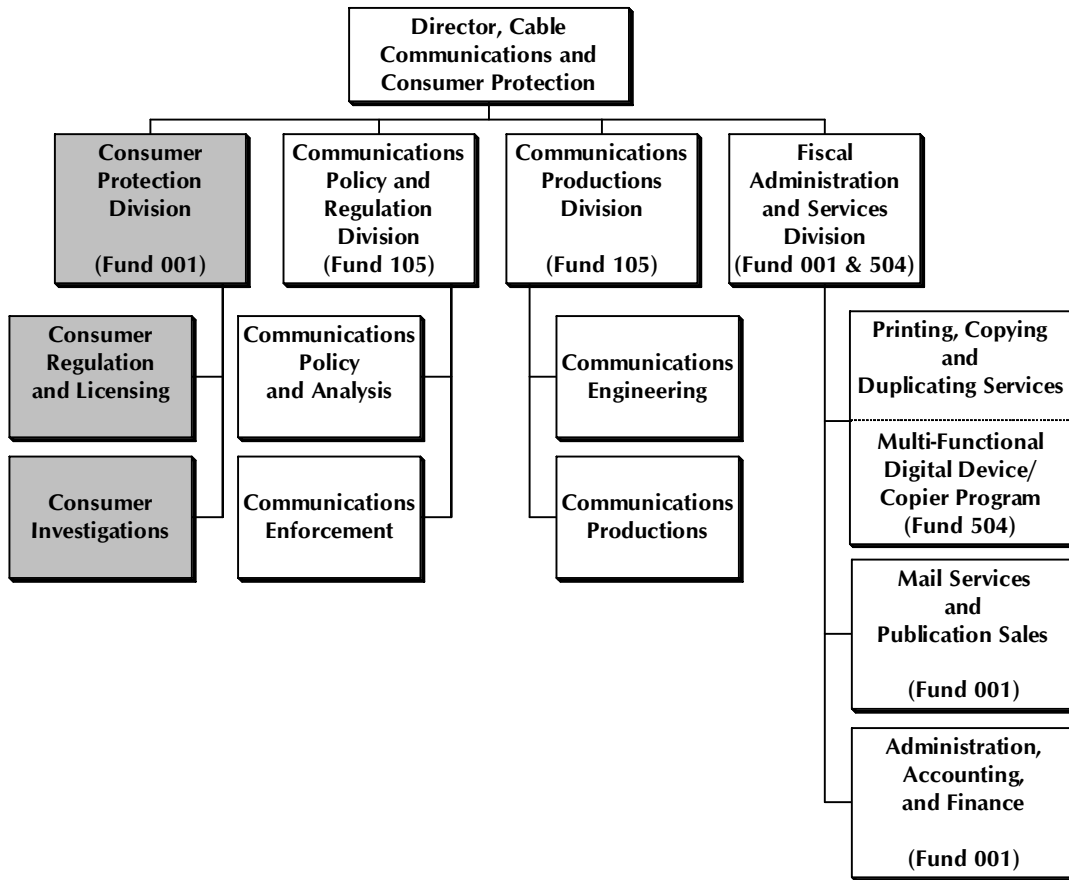 Director, Cable
Communications and
Consumer Protection
Consumer
Protection
Division
(Fund 001)
Communications
Policy and
Regulation
Division
(Fund 105)
Communications
Productions
Division
(Fund 105)
Fiscal
Administration
and Services
Division
(Fund 001 & 504)
Consumer
Regulation
and Licensing
Communications
Policy
and Analysis
Communications
Engineering
Printing, Copying
and
Duplicating Services
Multi-Functional
Digital Device/
Copier Program
(Fund 504)
Consumer
Investigations
Communications
Enforcement
Communications
Productions
Mail Services
and
Publication Sales
(Fund 001)
Administration,
Accounting,
and Finance
(Fund 001)